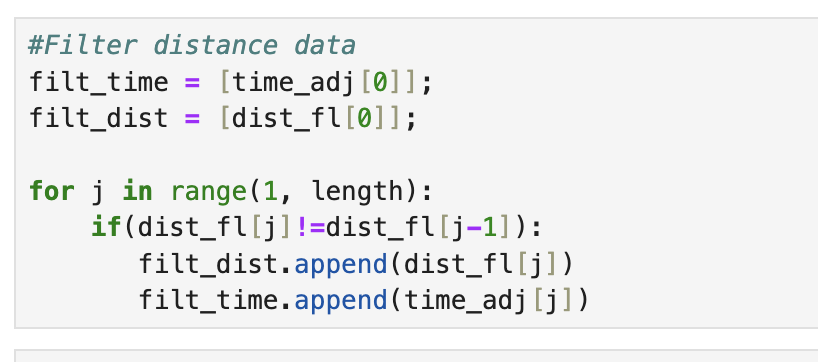 #Filter distance data
filt_time = [time_adj[0]];
filt_dist = [dist_fl[0]];
for j in range(1, length):
    if(dist_fl[j]!=dist_fl[j-1]):
       filt_dist.append(dist_fl[j])
       filt_time.append(time_adj[j])